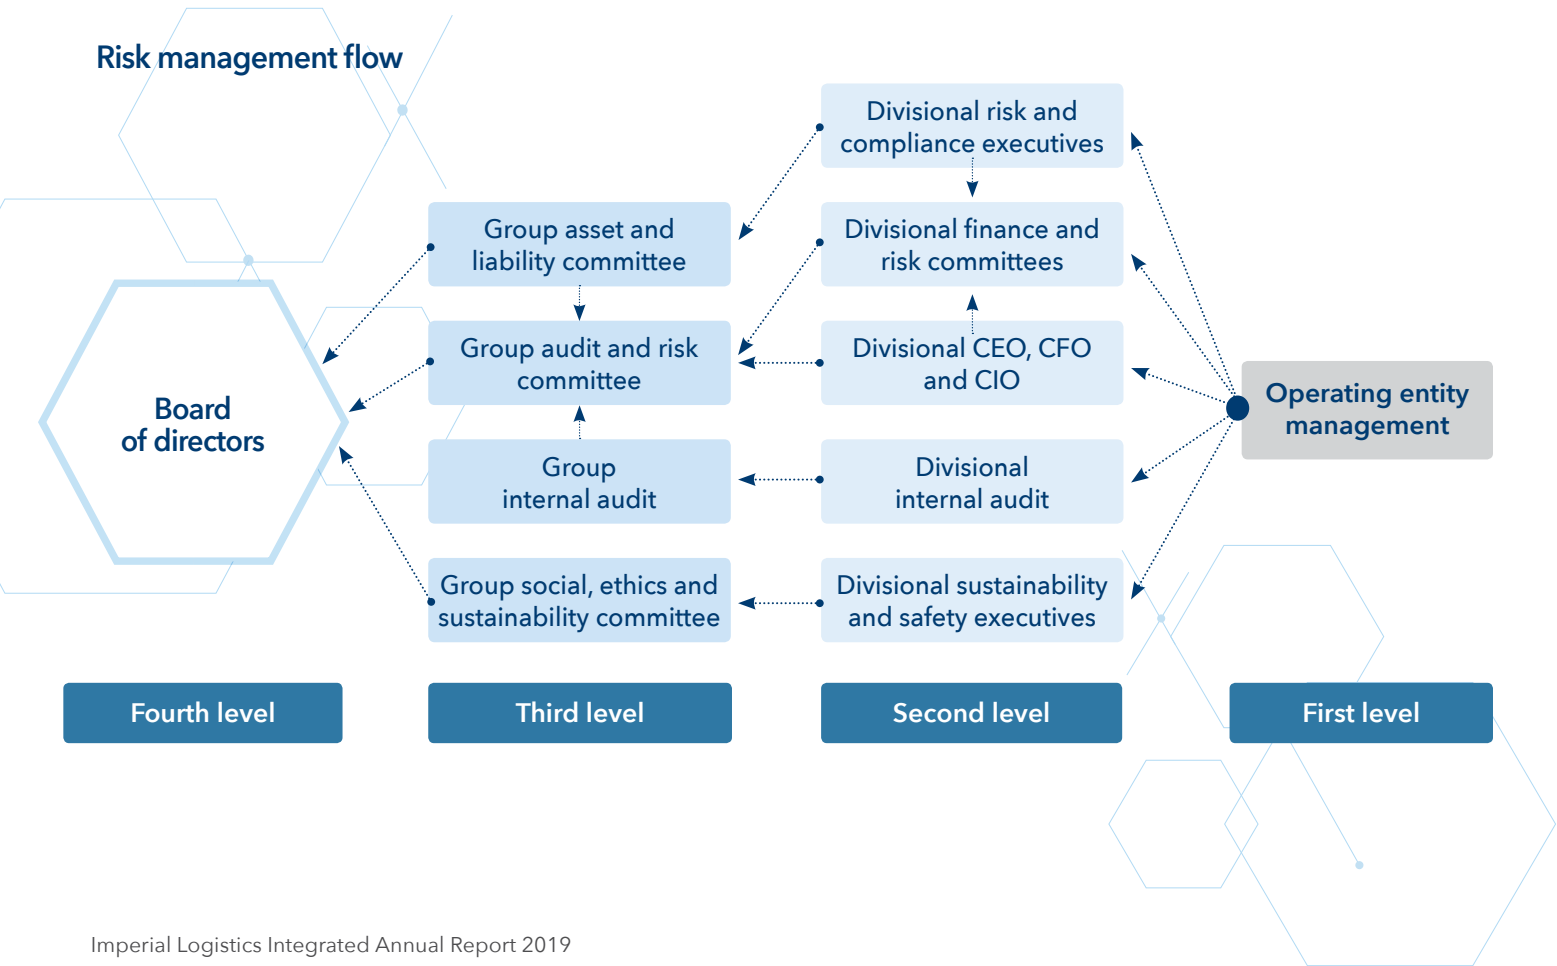 Risk management flow
Divisional risk and
compliance executives
Group asset and
liability committee
Divisional finance and
risk committees
Group audit and risk
committee
Divisional CEO, CFO
and CIO
Operating entity
management
Board
of directors
Group
internal audit
Divisional
internal audit
Group social, ethics and
sustainability committee
Divisional sustainability
and safety executives
Fourth level
Third level
Second level
First level
Imperial Logistics Integrated Annual Report 2019